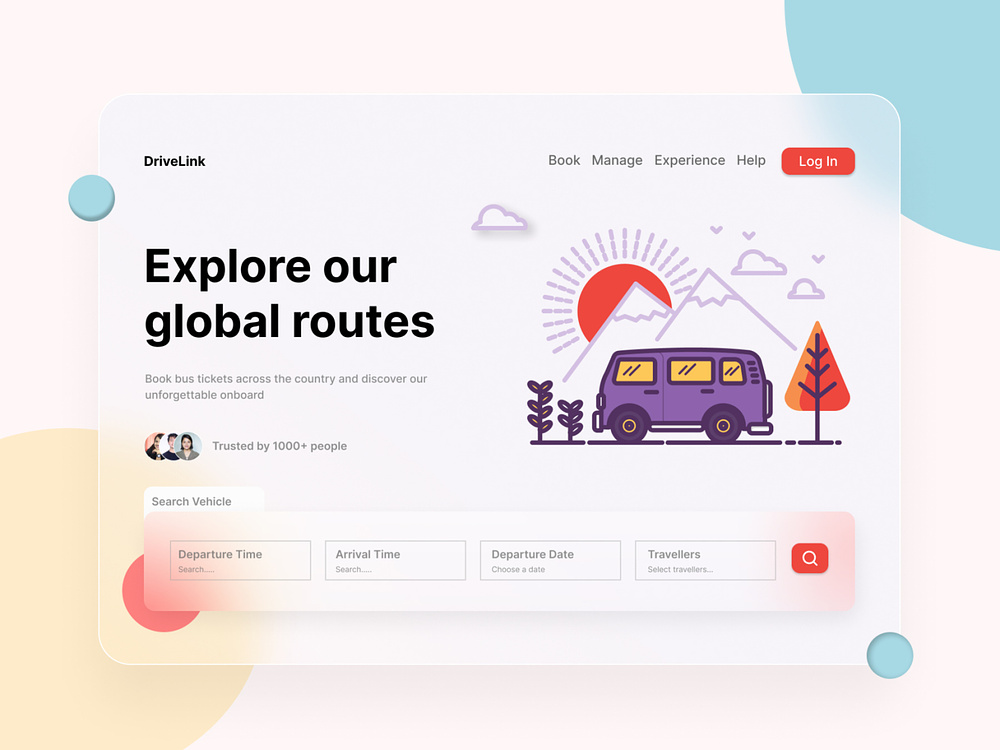 DriveLink
Book Manage Experience Help Log In
Explore our
global routes
Book bus tickets across the country and discover our
unforgettable onboard
Trusted by 1000+ people
Search Vehicle
Departure Time
Search.....
Arrival Time
Search.....
Departure Date
Choose a date
Travellers
Select travellers...